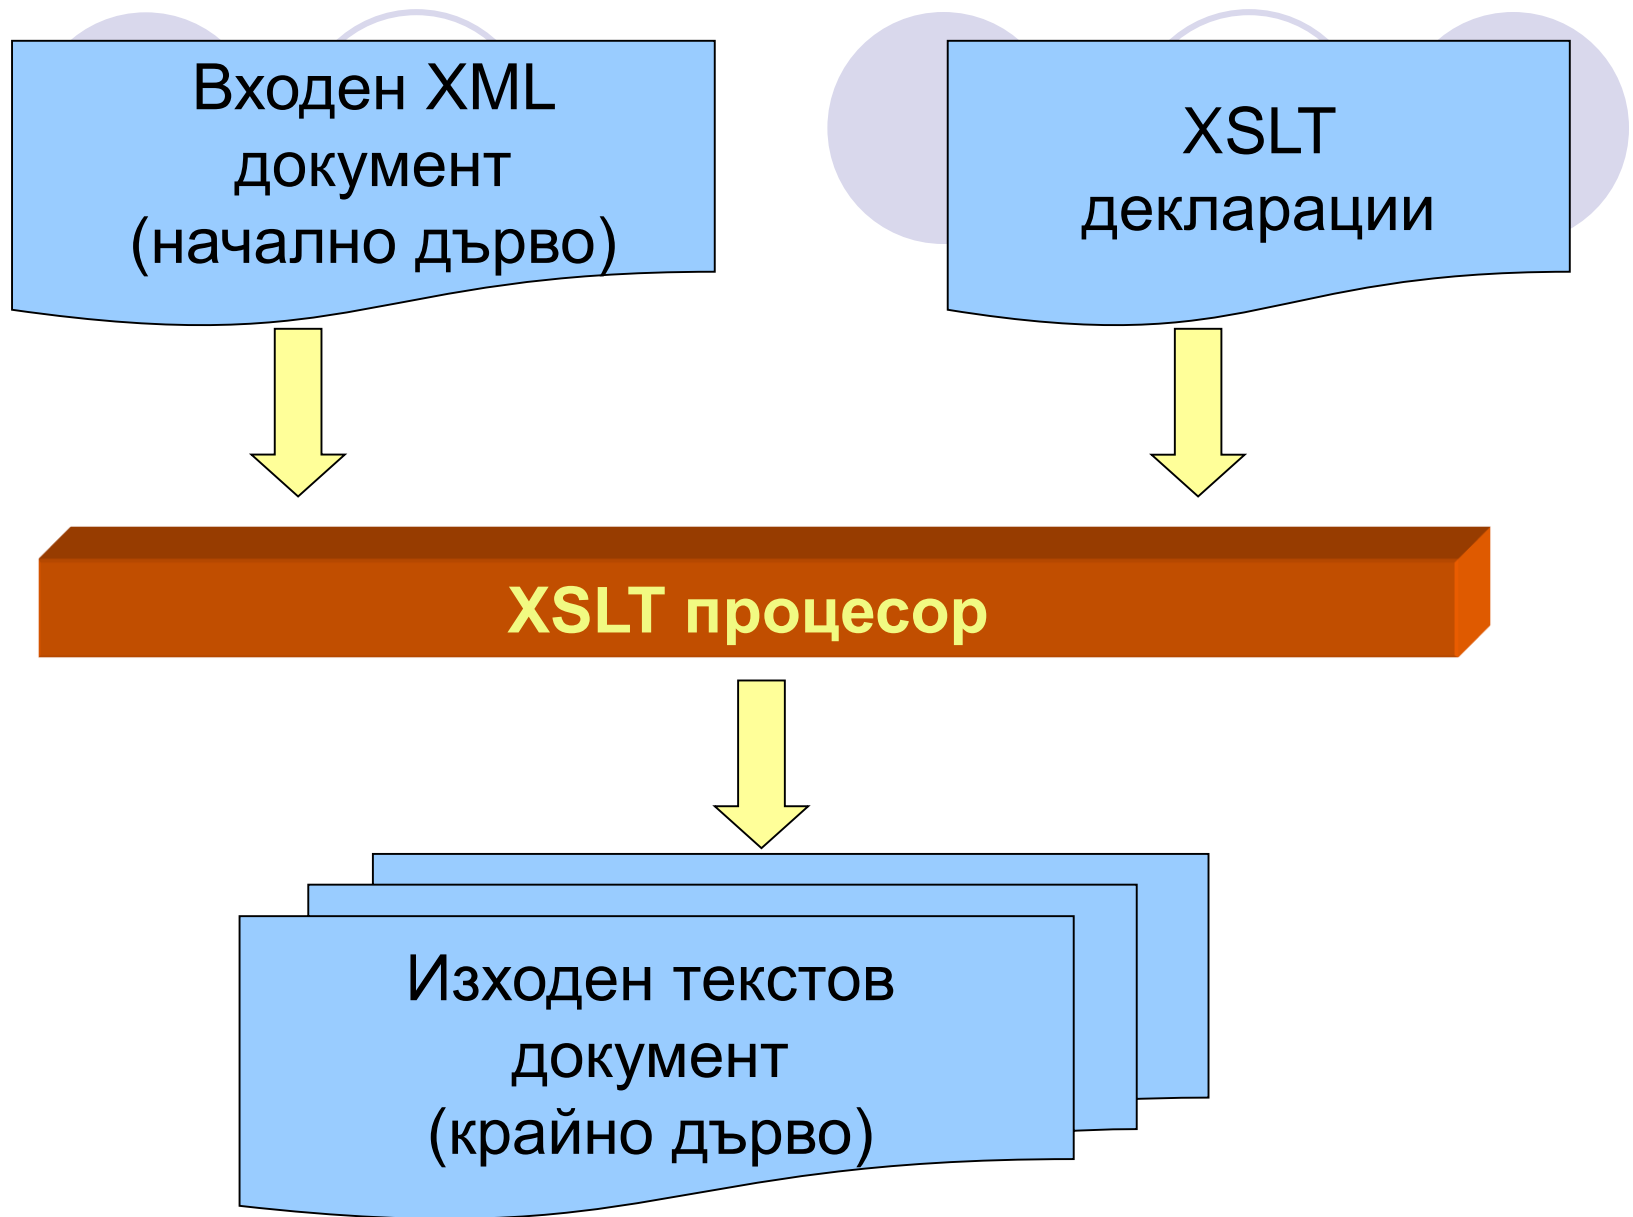 Входен XML
документ
(начално дърво)
XSLT
декларации
XSLT процесор
Изходен текстов
документ
(крайно дърво)